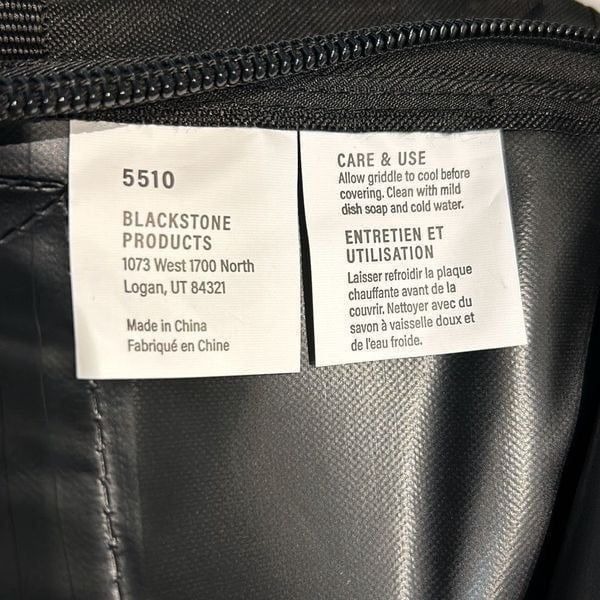 5510
BLACKSTONE
PRODUCTS
1073 West 1700 North
Logan, UT 84321
Made in China
Fabriqué en Chine
CARE & USE
Allow griddle to cool before
covering. Clean with mild
dish soap and cold water.
ENTRETIEN ET
UTILISATION
Laisser refroidir la plaque
chauffante avant de la
couvrir. Nettoyer avec du
savon à vaisselle doux et
de l'eau froide.